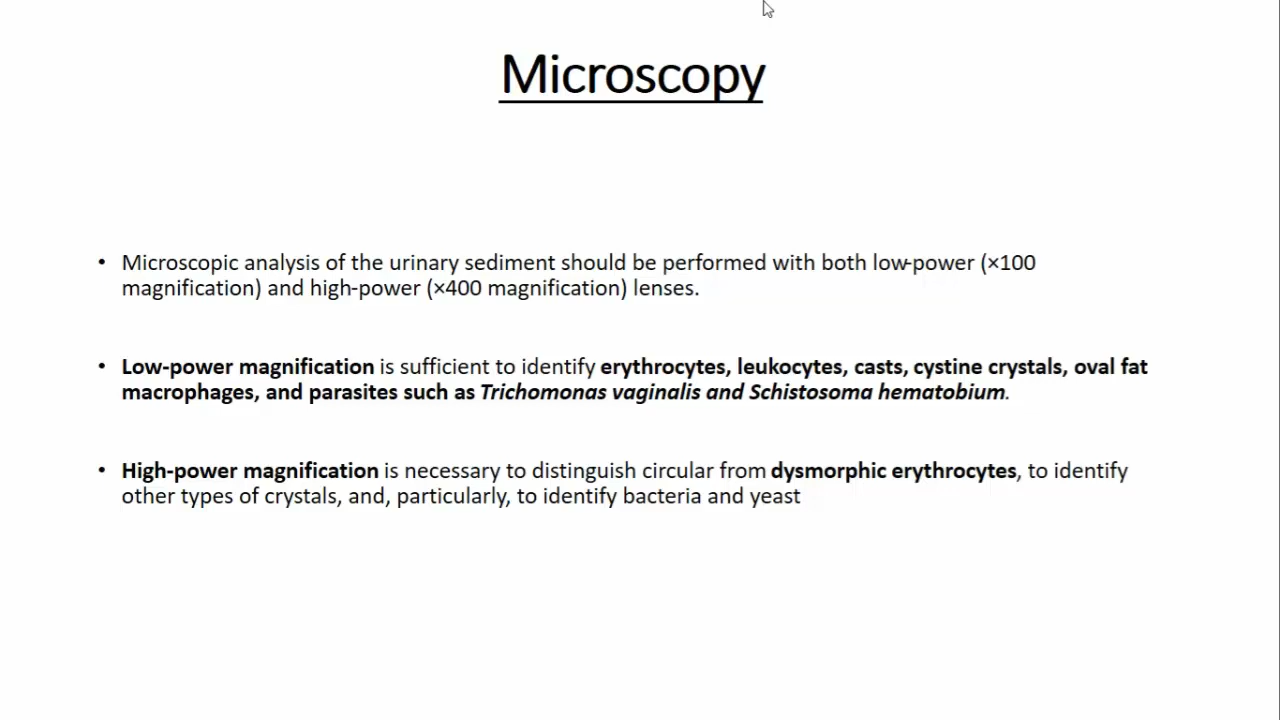 Microscopy
• Microscopic analysis of the urinary sediment should be performed with both low-power (×100
magnification) and high-power (×400 magnification) lenses.
• Low-power magnification is sufficient to identify erythrocytes, leukocytes, casts, cystine crystals, oval fat
macrophages, and parasites such as Trichomonas vaginalis and Schistosoma hematobium.
• High-power magnification is necessary to distinguish circular from dysmorphic erythrocytes, to identify
other types of crystals, and, particularly, to identify bacteria and yeast